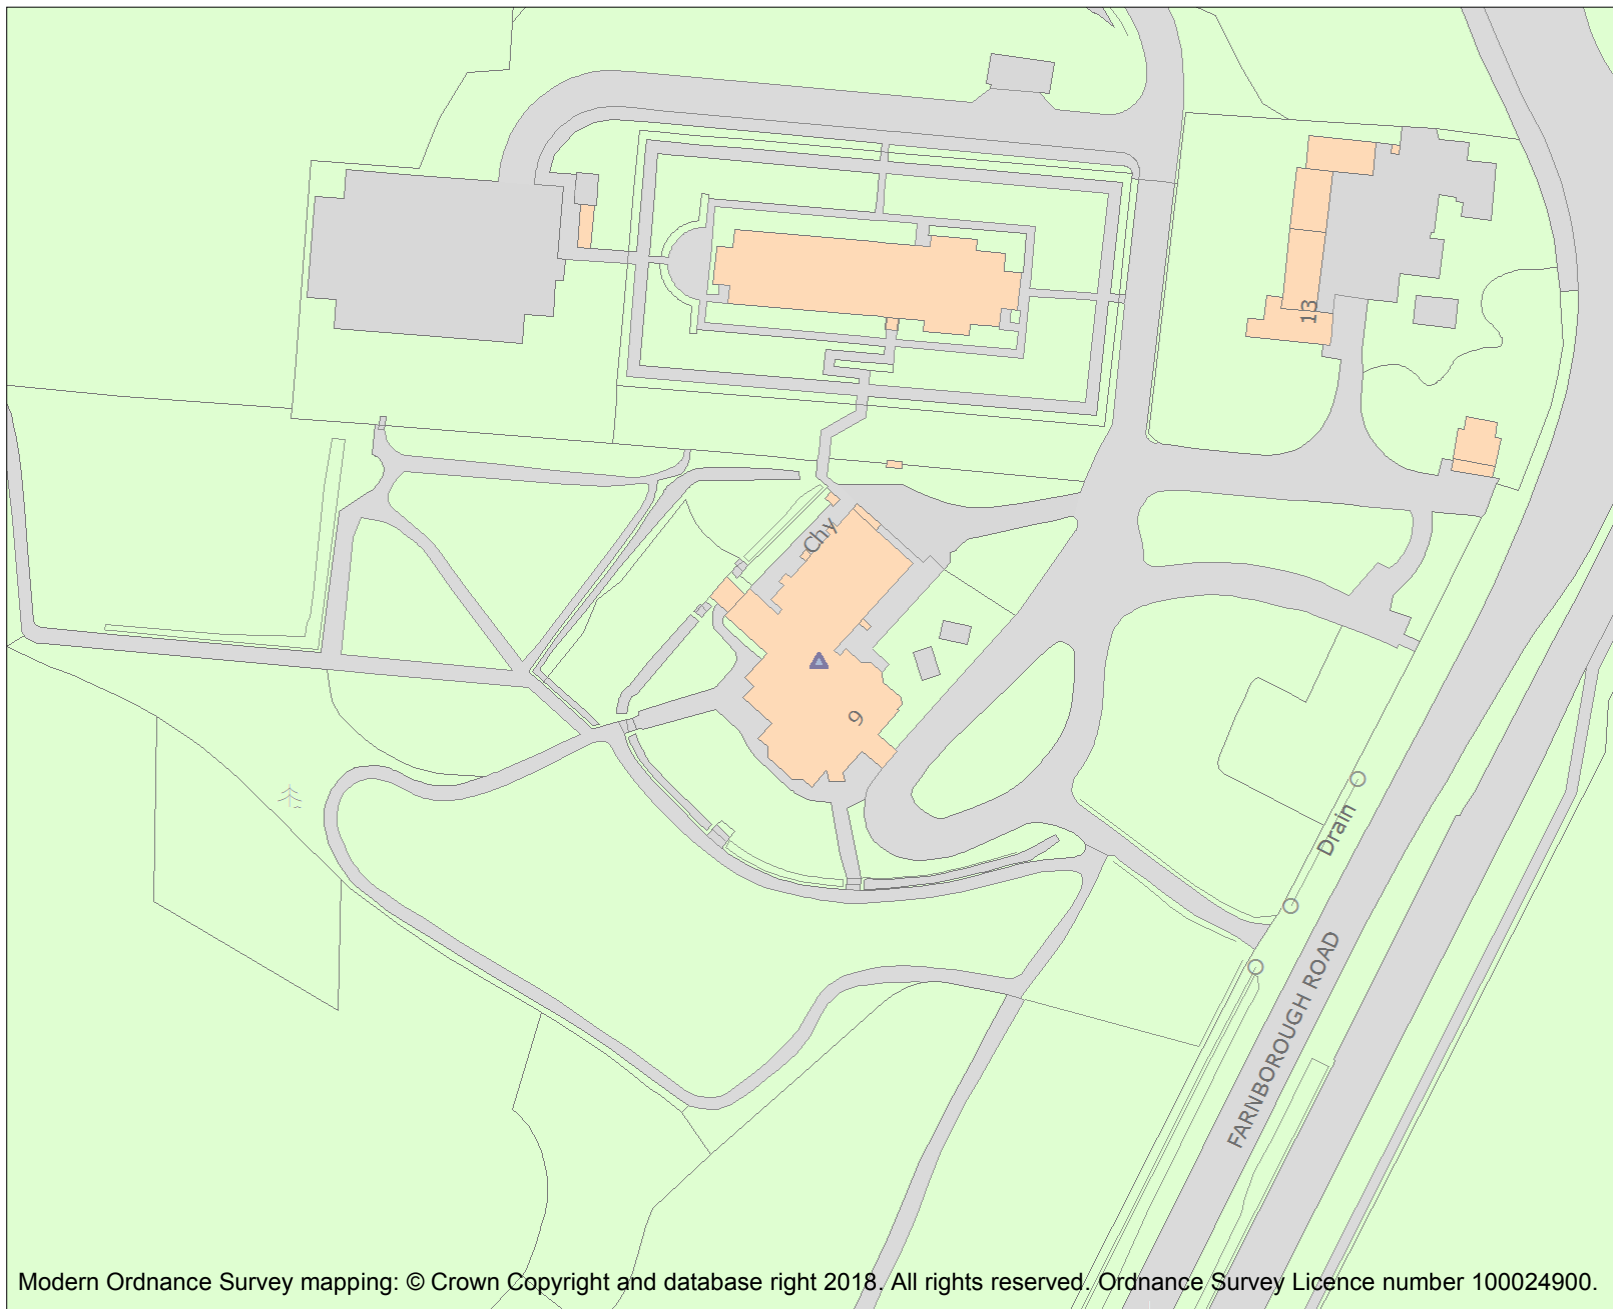 13
Chy
9
Drain
FARNBOROUGH ROAD
Modern Ordnance Survey mapping: © Crown Copyright and database right 2018. All rights reserved. Ordnance Survey Licence number 100024900.